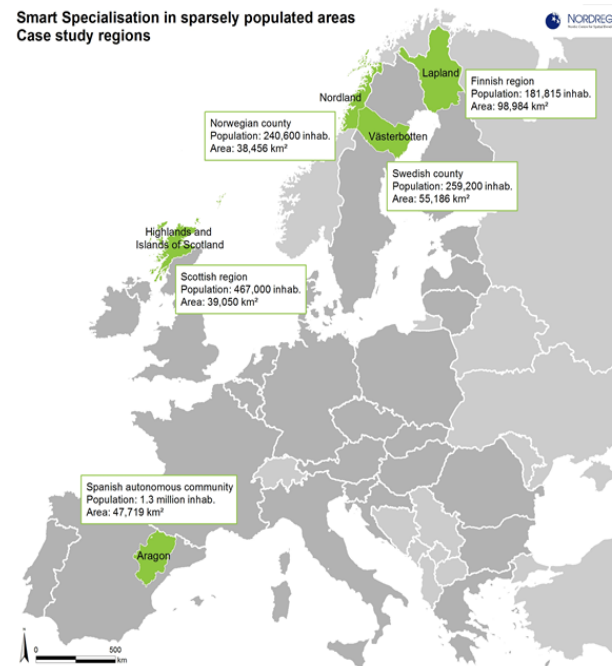 Smart Specialisation in sparsely populated areas
Case study regions
NORDREG
Lapland
Finnish region
Population: 181,815 inhab.
Area: 98,984 km²
Nordland
Norwegian county
Population: 240,600 inhab.
Area: 38,456 km²
Västerbotten
Swedish county
Population: 259,200 inhab.
Area: 55,186 km²
Highlands and
Islands of Scotland
Scottish region
Population: 467,000 inhab.
Area: 39,050 km²
Spanish autonomous community
Population: 1.3 million inhab.
Area: 47,719 km²
Aragon
0 500
km